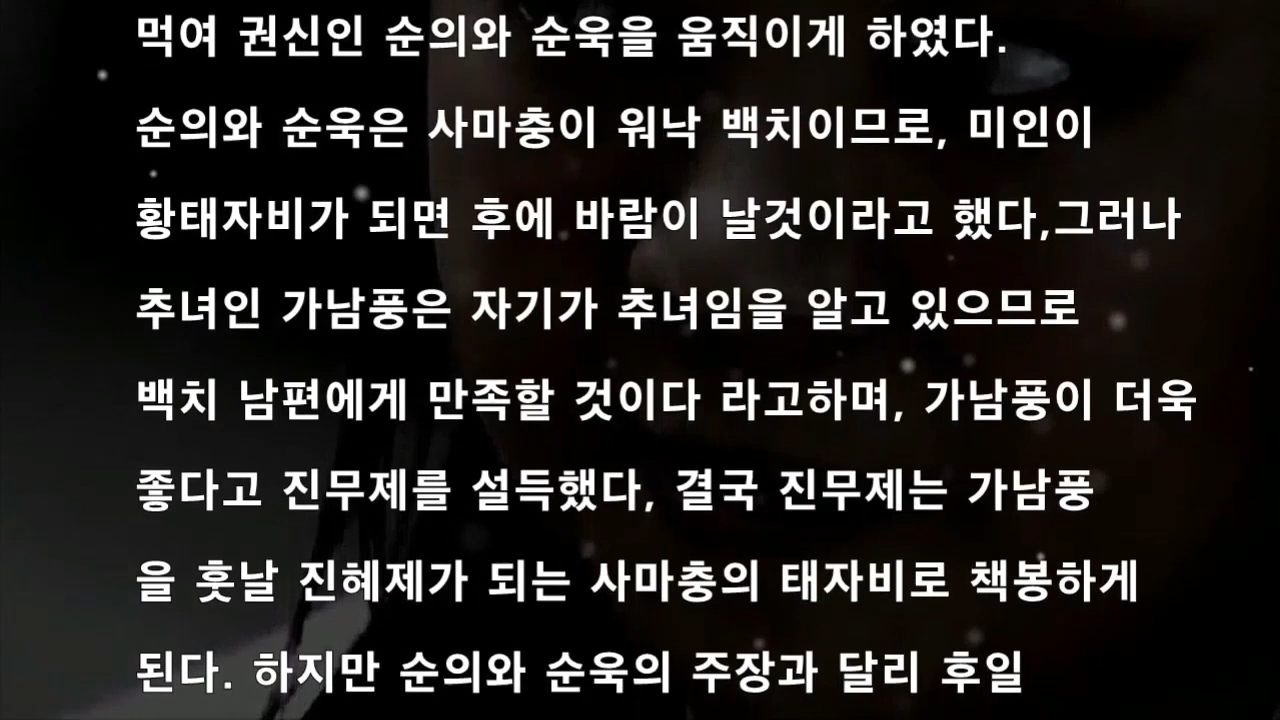 먹여 권신인 순의와 순욱을 움직이게 하였다.
순의와 순욱은 사마충이 워낙 백치이므로, 미인이
황태자비가 되면 후에 바람이 날것이라고 했다,그러나
추녀인 가남풍은 자기가 추녀임을 알고 있으므로
백치 남편에게 만족할 것이다 라고하며, 가남풍이 더욱
좋다고 진무제를 설득했다, 결국 진무제는 가남풍
을 훗날 진혜제가 되는 사마충의 태자비로 책봉하게
된다. 하지만 순의와 순욱의 주장과 달리 후일